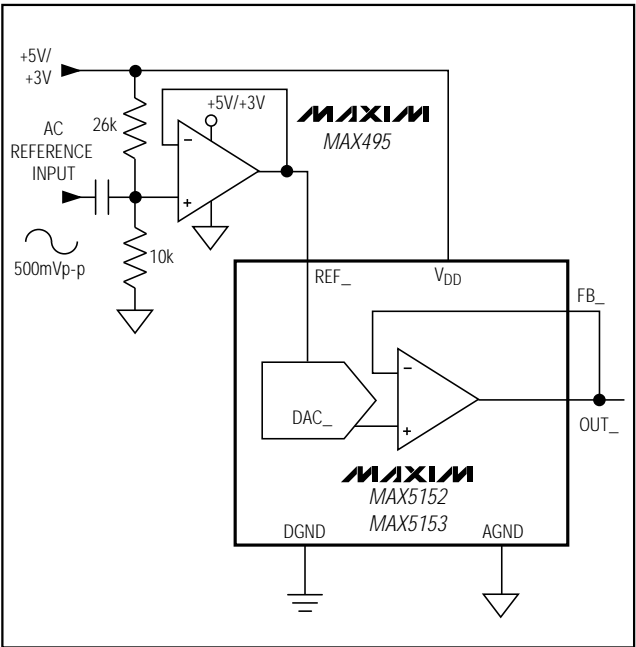 +5V/
+3V
26k
+5V/+3V
MAXIM
MAX495
AC
REFERENCE
INPUT
−
+
10k
500mVp-p
REF_
VDD
FB_
−
DAC_
+
OUT_
MAXIM
MAX5152
MAX5153
DGND
AGND